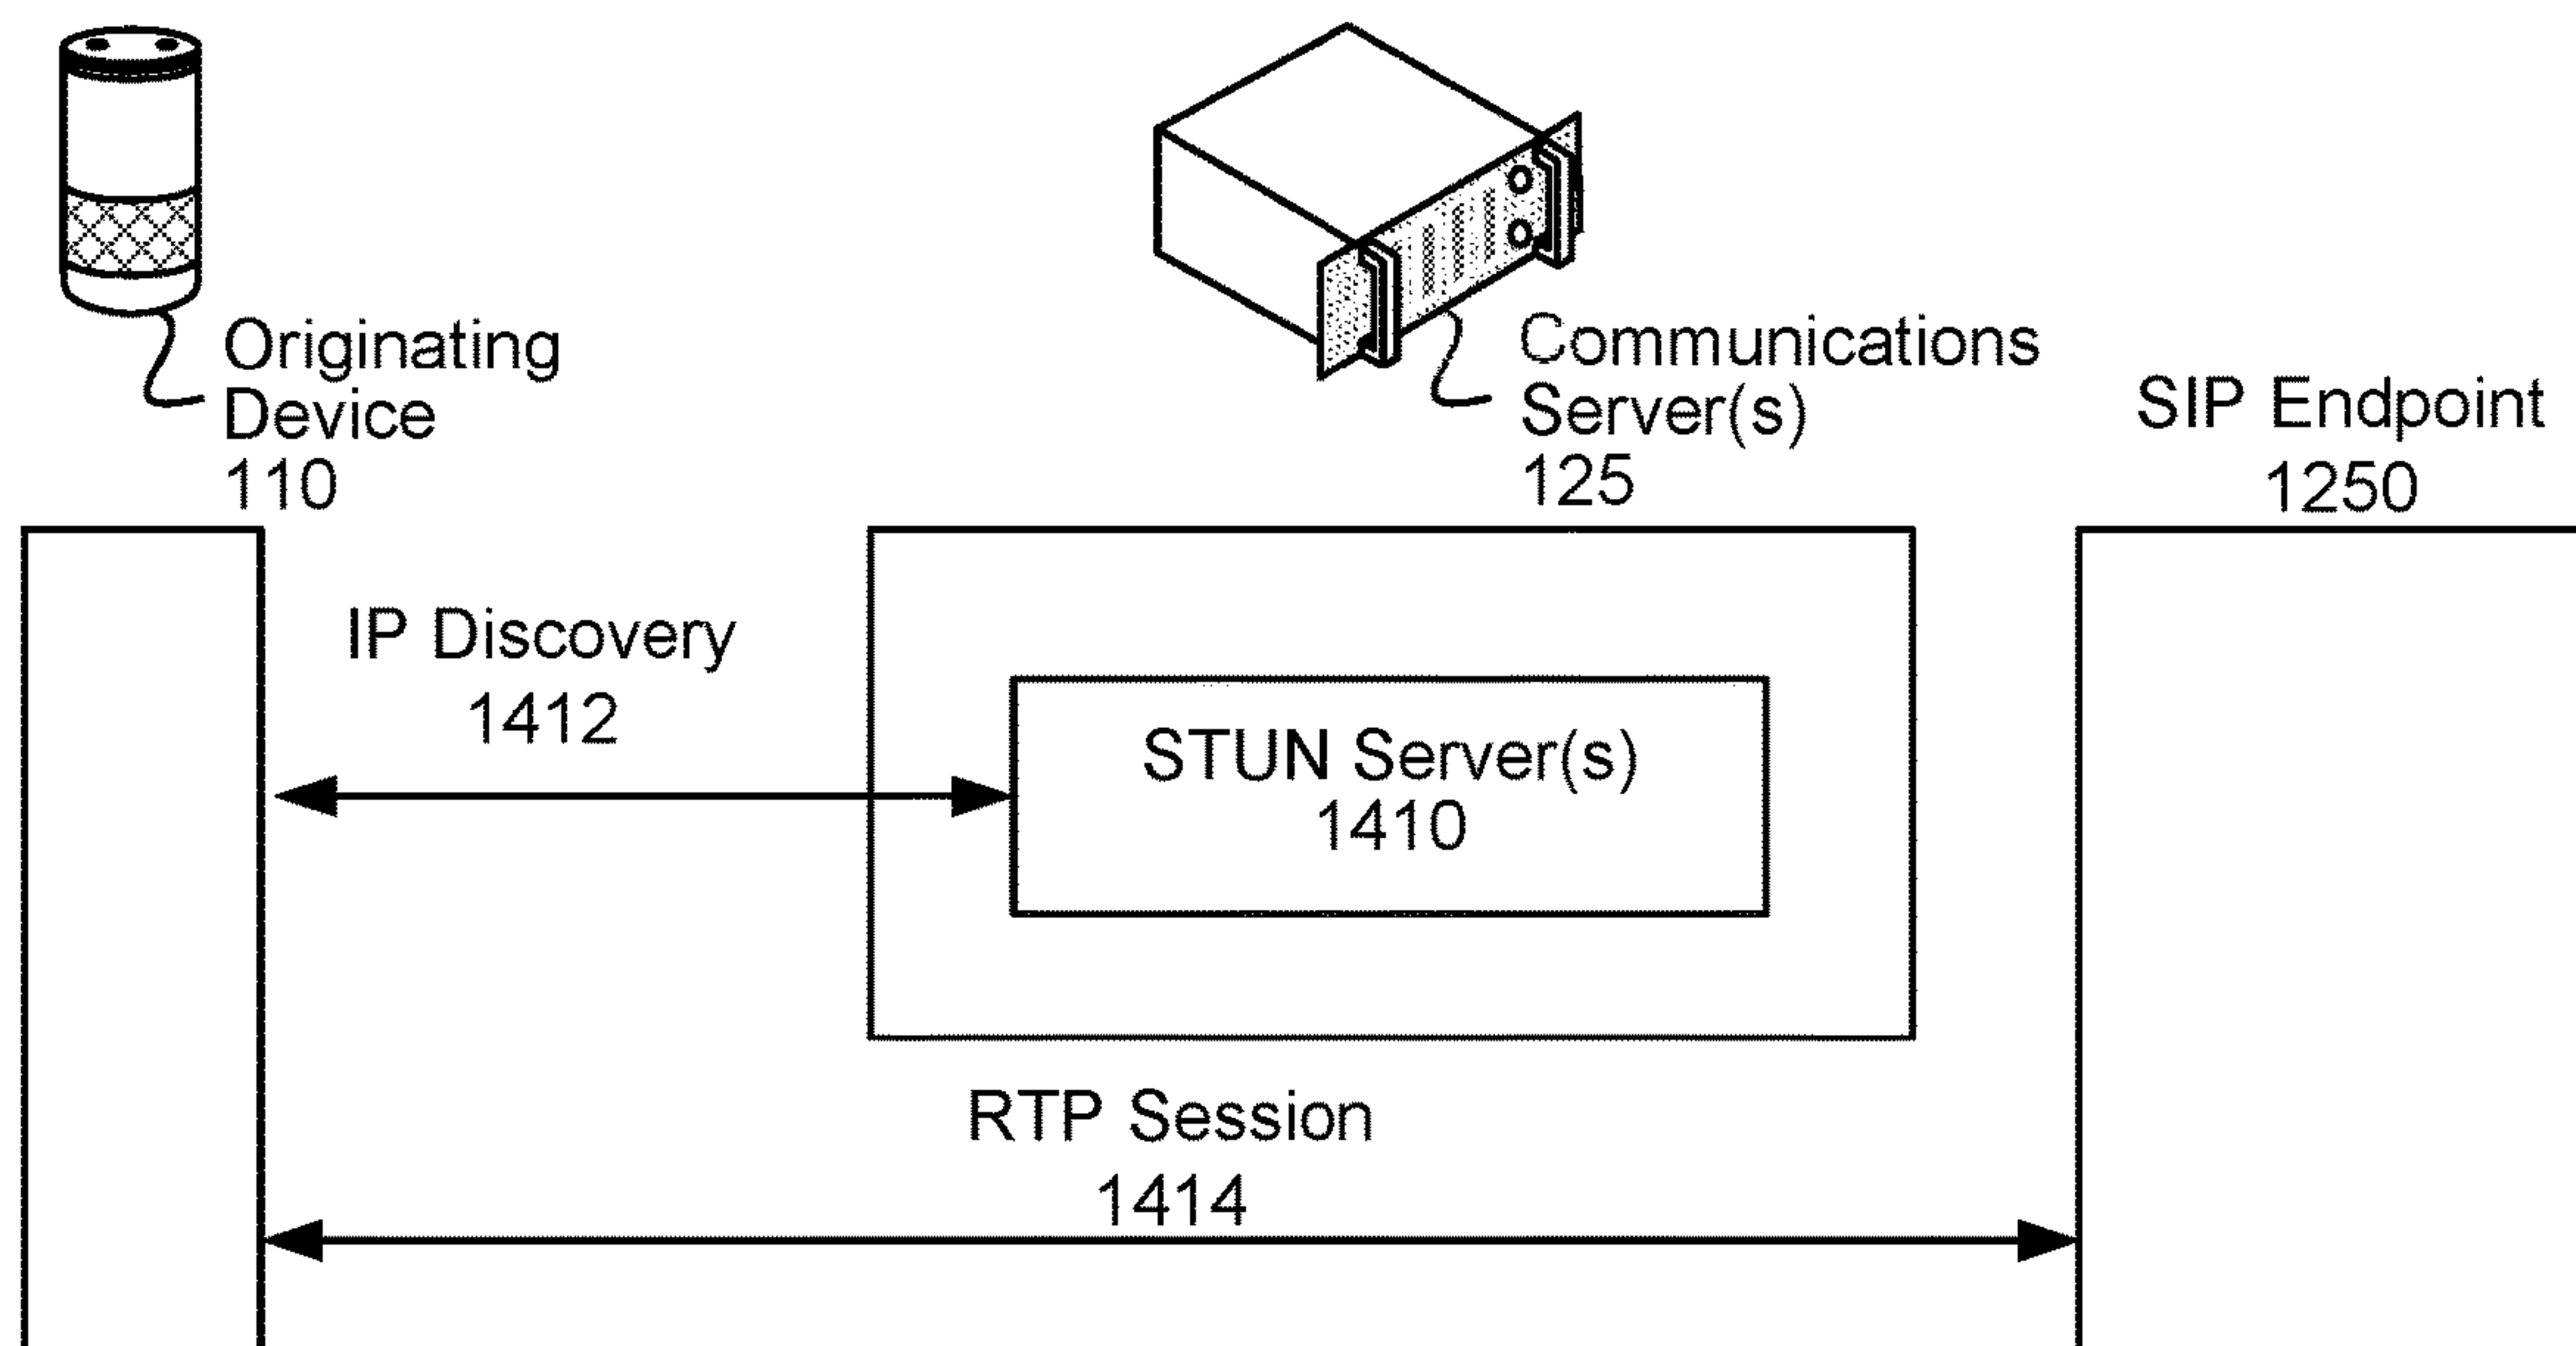 Originating
Device
110
Communications
Server(s)
125
SIP Endpoint
1250
IP Discovery
1412
STUN Server(s)
1410
RTP Session
1414